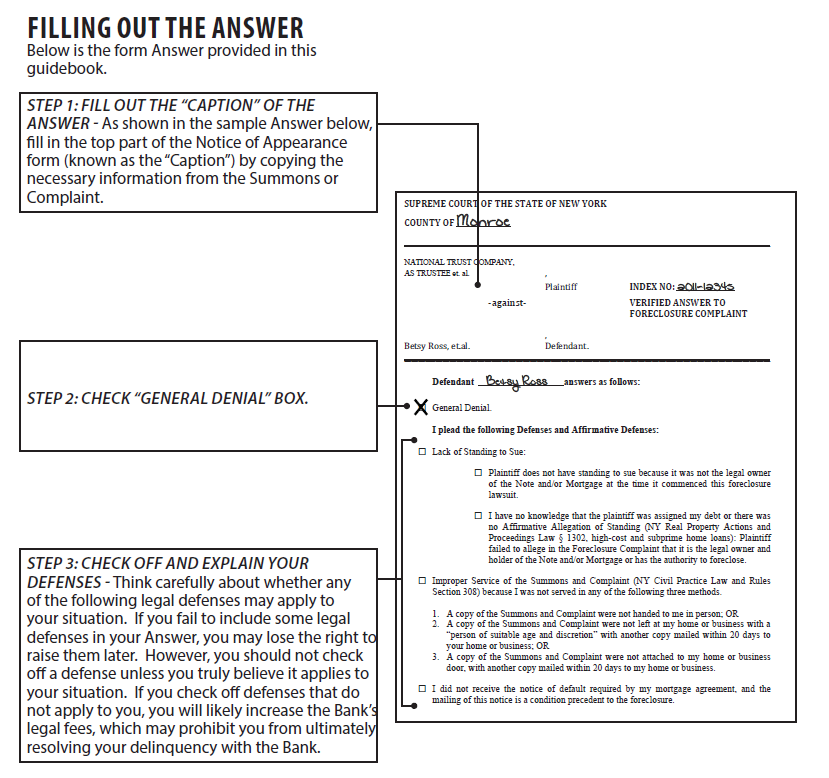 FILLING OUT THE ANSWER
Below is the form Answer provided in this
guidebook.
STEP 1: FILL OUT THE “CAPTION” OF THE
ANSWER - As shown in the sample Answer below,
fill in the top part of the Notice of Appearance
form (known as the “Caption”) by copying the
necessary information from the Summons or
Complaint.
STEP 2: CHECK “GENERAL DENIAL” BOX.
STEP 3: CHECK OFF AND EXPLAIN YOUR
DEFENSES - Think carefully about whether any
of the following legal defenses may apply to
your situation. If you fail to include some legal
defenses in your Answer, you may lose the right to
raise them later. However, you should not check
off a defense unless you truly believe it applies to
your situation. If you check off defenses that do
not apply to you, you will likely increase the Bank’s
legal fees, which may prohibit you from ultimately
resolving your delinquency with the Bank.
SUPREME COURT OF THE STATE OF NEW YORK
COUNTY OF Monroe
NATIONAL TRUST COMPANY,
AS TRUSTEE et. al. ,
Plaintiff INDEX NO: 2011-12345
-against- VERIFIED ANSWER TO
FORECLOSURE COMPLAINT
,
Betsy Ross, et.al. Defendant.
Defendant Betsy Ross answers as follows:
☒ General Denial.
I plead the following Defenses and Affirmative Defenses:
☐ Lack of Standing to Sue:
☐ Plaintiff does not have standing to sue because it was not the legal owner
of the Note and/or Mortgage at the time it commenced this foreclosure
lawsuit.
☐ I have no knowledge that the plaintiff was assigned my debt or there was
no Affirmative Allegation of Standing (NY Real Property Actions and
Proceedings Law § 1302, high-cost and subprime home loans): Plaintiff
failed to allege in the Foreclosure Complaint that it is the legal owner and
holder of the Note and/or Mortgage or has the authority to foreclose.
☐ Improper Service of the Summons and Complaint (NY Civil Practice Law and Rules
Section 308) because I was not served in any of the following three methods.
1. A copy of the Summons and Complaint were not handed to me in person; OR
2. A copy of the Summons and Complaint were not left at my home or business with a
“person of suitable age and discretion” with another copy mailed within 20 days to
your home or business; OR
3. A copy of the Summons and Complaint were not attached to my home or business
door, with another copy mailed within 20 days to my home or business.
☐ I did not receive the notice of default required by my mortgage agreement, and the
mailing of this notice is a condition precedent to the foreclosure.